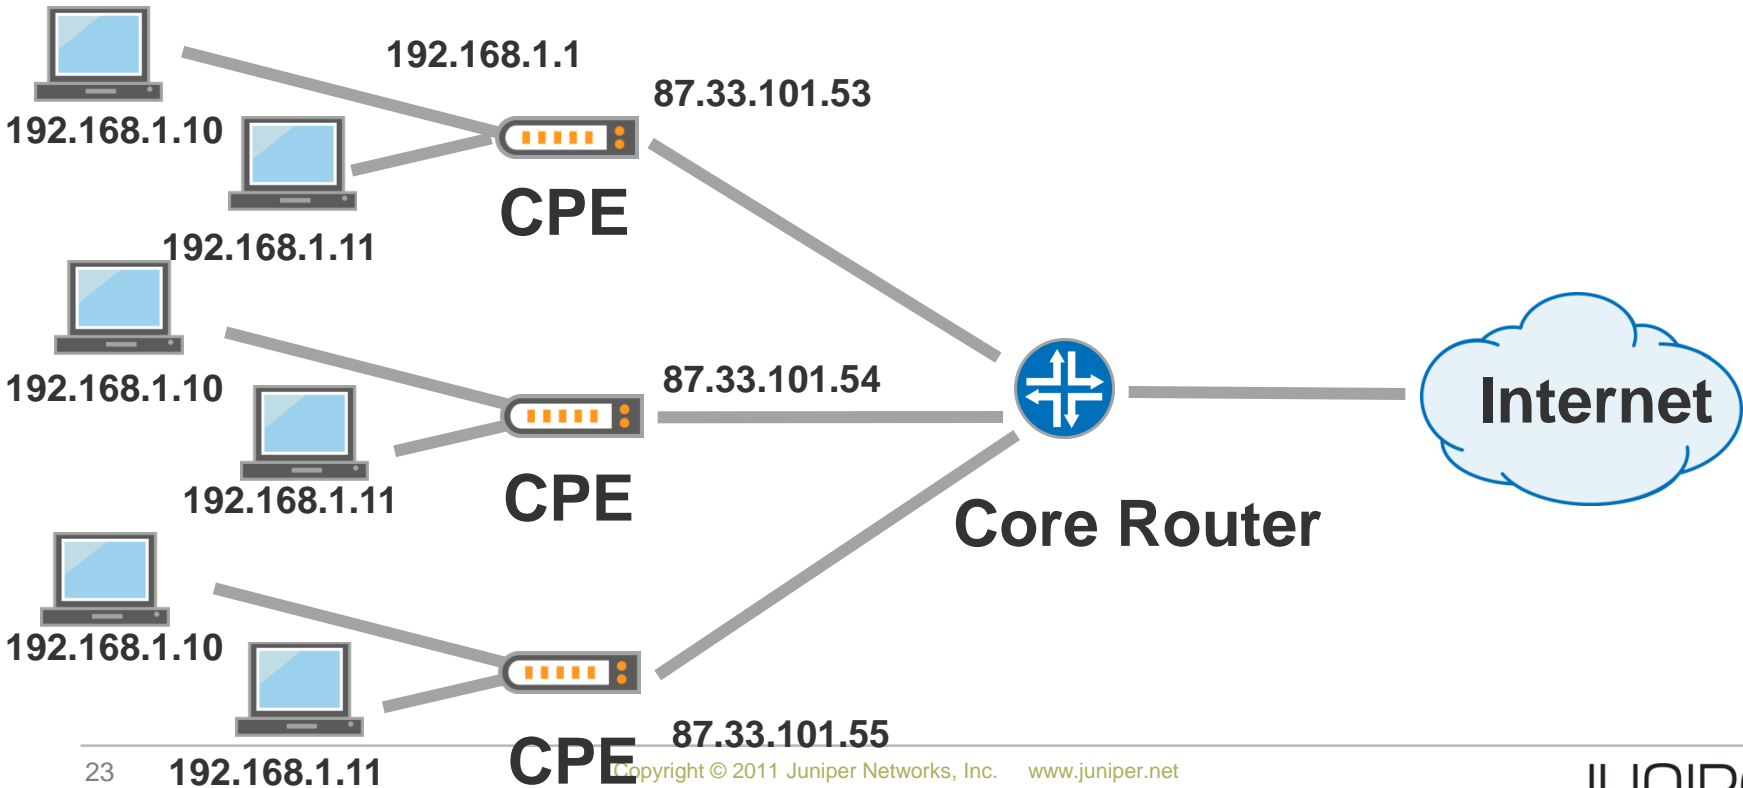 192.168.1.1
87.33.101.53
192.168.1.10
CPE
192.168.1.11
192.168.1.10
87.33.101.54
Internet
192.168.1.11
CPE
Core Router
192.168.1.10
87.33.101.55
CPE
23
192.168.1.11
Copyright © 2011 Juniper Networks, Inc. www.juniper.net